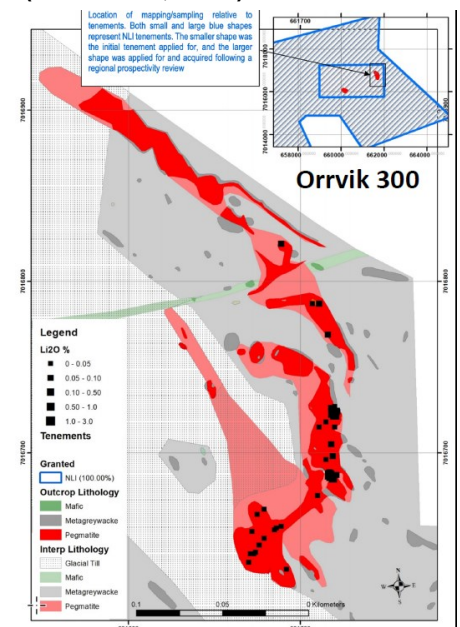 Location of mapping/sampling relative to
tenements. Both small and large blue shapes
represent NLI tenements. The smaller shape was
the initial tenement applied for, and the larger
shape was applied for and acquired following a
regional prospectivity review
661700
7018000
7016000
7014000
658000 660000 662000 664000
Orrvik 300
7016900
7016800
7016700
Legend
Li2O %
0 - 0.05
0.05 - 0.10
0.10 - 0.50
0.50 - 1.0
1.0 - 3.0
Tenements
Granted
NLI (100.00%)
Outcrop Lithology
Mafic
Metagreywacke
Pegmatite
Interp Lithology
Glacial Till
Mafic
Metagreywacke
Pegmatite
N
W E
S
0.1 0.05 0 Kilometers